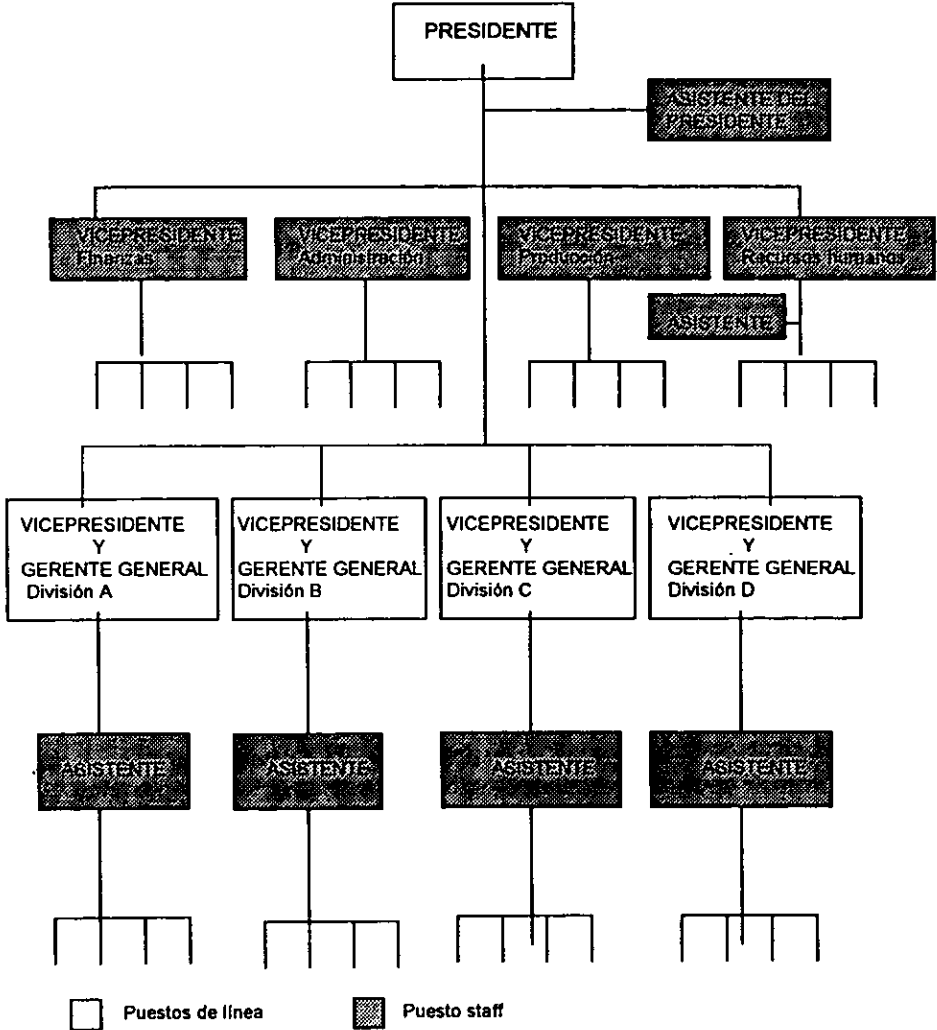 PRESIDENTE
ASISTENTE DEL
PRESIDENTE
VICEPRESIDENTE
Finanzas
VICEPRESIDENTE
Administración
VICEPRESIDENTE
Producción
VICEPRESIDENTE
Recursos humanos
ASISTENTE
VICEPRESIDENTE
Y
GERENTE GENERAL
División A
VICEPRESIDENTE
Y
GERENTE GENERAL
División B
VICEPRESIDENTE
Y
GERENTE GENERAL
División C
VICEPRESIDENTE
Y
GERENTE GENERAL
División D
ASISTENTE
ASISTENTE
ASISTENTE
ASISTENTE
Puestos de línea
Puesto staff